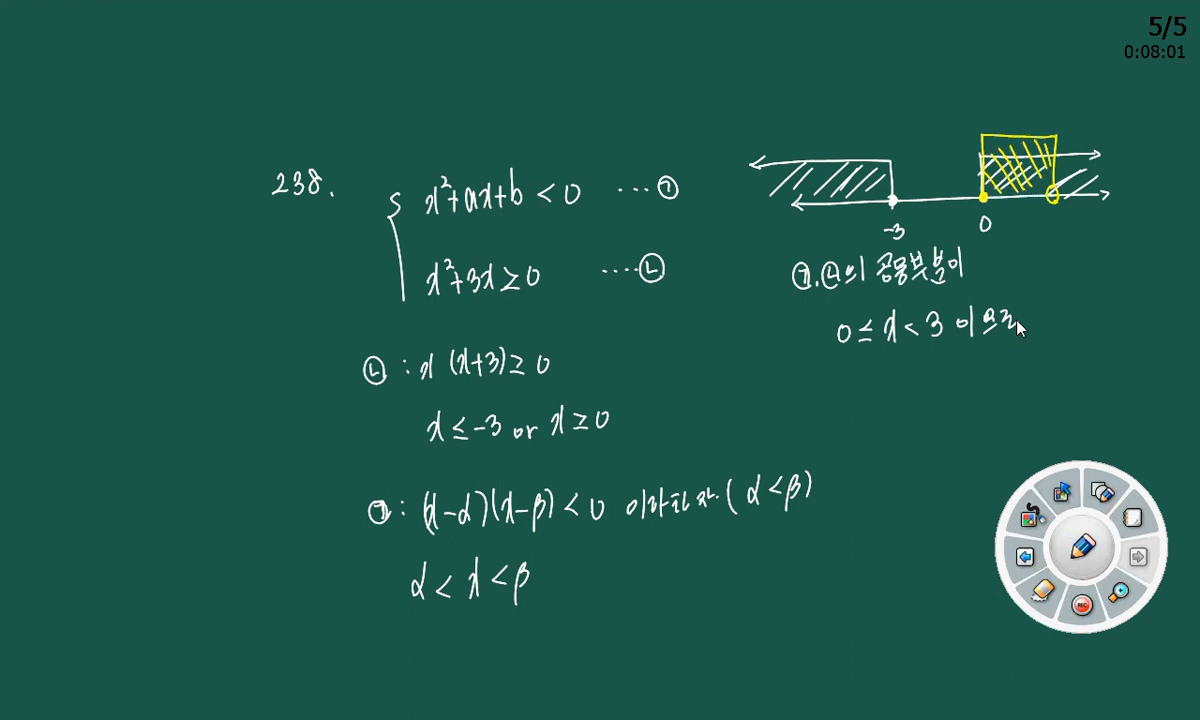 5/5
0:08:01
238.
x²+ax+b<0 ····㉠
x²+3x≥0 ····㉡
㉡ : x(x+3)≥0
x≤-3 or x≥0
㉠ : (x-α)(x-β)<0 이라하자. (α<β)
α<x<β
-3 0
㉠.㉡의 공통부분이
0≤x<3 이므로
REC